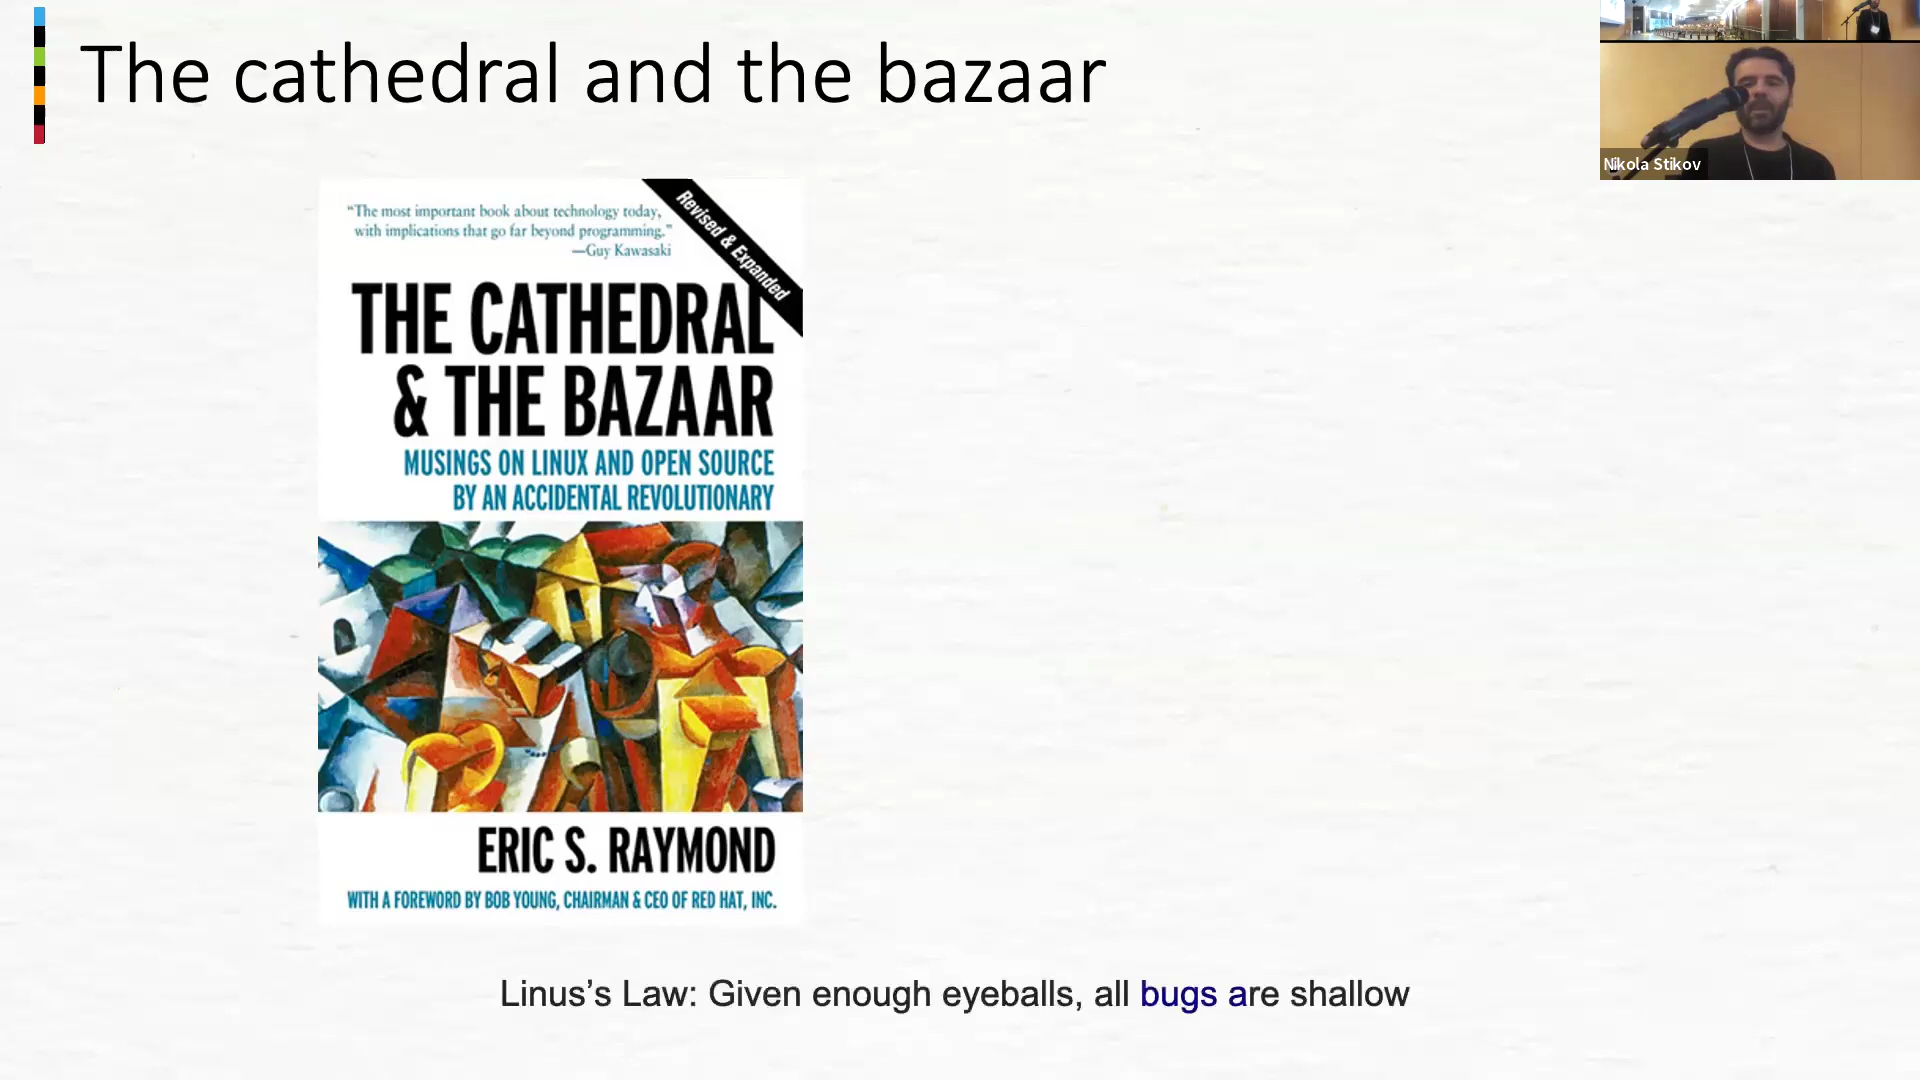 The cathedral and the bazaar
Nikola Stikov
“The most important book about technology today,
with implications that go far beyond programming.”
—Guy Kawasaki
Revised & Expanded
THE CATHEDRAL
& THE BAZAAR
MUSINGS ON LINUX AND OPEN SOURCE
BY AN ACCIDENTAL REVOLUTIONARY
ERIC S. RAYMOND
WITH A FOREWORD BY BOB YOUNG, CHAIRMAN & CEO OF RED HAT, INC.
Linus’s Law: Given enough eyeballs, all bugs are shallow